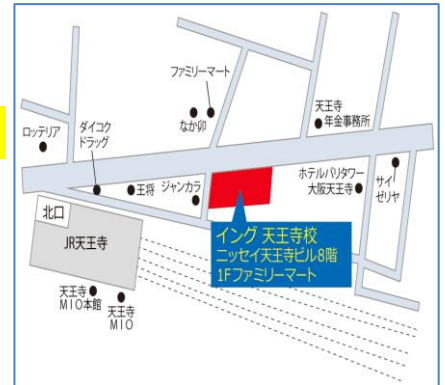 ファミリーマート
なか卯
天王寺
年金事務所
ロッテリア
ダイコク
ドラッグ
王将
ジャンカラ
ホテルバリタワー
大阪天王寺
サイ
ゼリヤ
北口
JR天王寺
イング 天王寺校
ニッセイ天王寺ビル8階
1Fファミリーマート
天王寺
MIO本館
天王寺
MIO